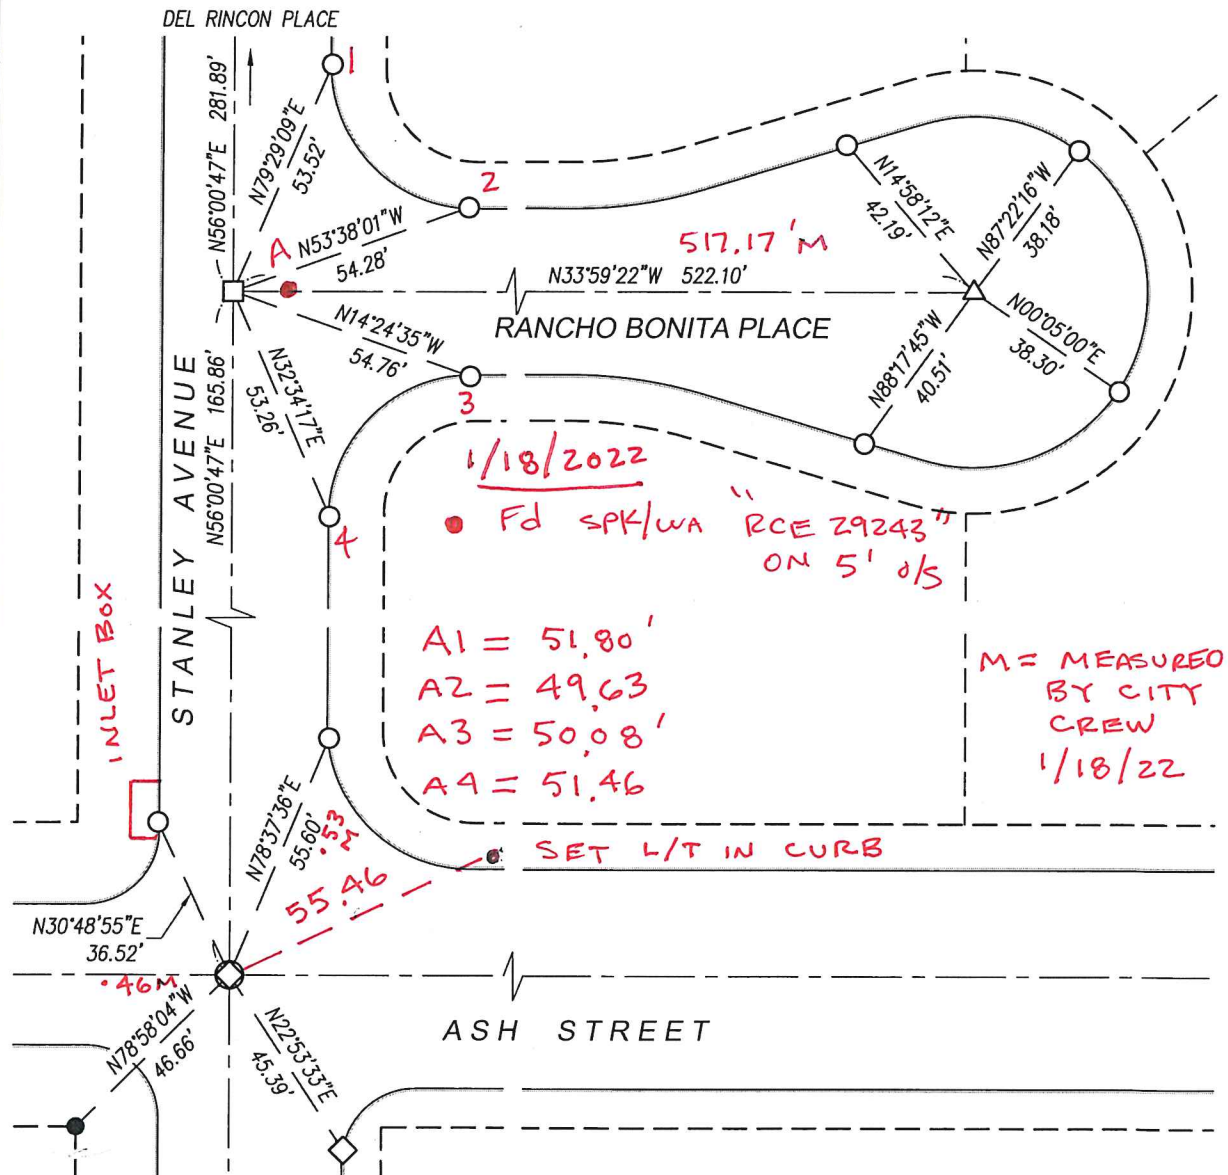 DEL RINCON PLACE
N56°00'47"E 281.89'
1
N79°29'09"E
53.52'
2
A
N53°38'01"W
54.28'
517.17' M
N33°59'22"W 522.10'
RANCHO BONITA PLACE
N14°58'12"E
42.19'
N87°22'16"W
38.18'
N00°05'00"E
38.30'
N88°17'45"W
40.51'
N14°24'35"W
54.76'
3
N32°34'17"E
53.26'
4
STANLEY AVENUE
N56°00'47"E 165.86'
1/18/2022
Fd SPK/WA "RCE 29243"
ON 5' O/S
A1 = 51.80'
A2 = 49.63
A3 = 50.08'
A4 = 51.46
M = MEASURED
BY CITY
CREW
1/18/22
INLET BOX
N78°37'36"E
55.60'
.53
M
55.46
SET L/T IN CURB
N30°48'55"E
36.52'
.46 M
N78°58'04"W
46.66'
N22°53'33"E
45.39'
ASH STREET